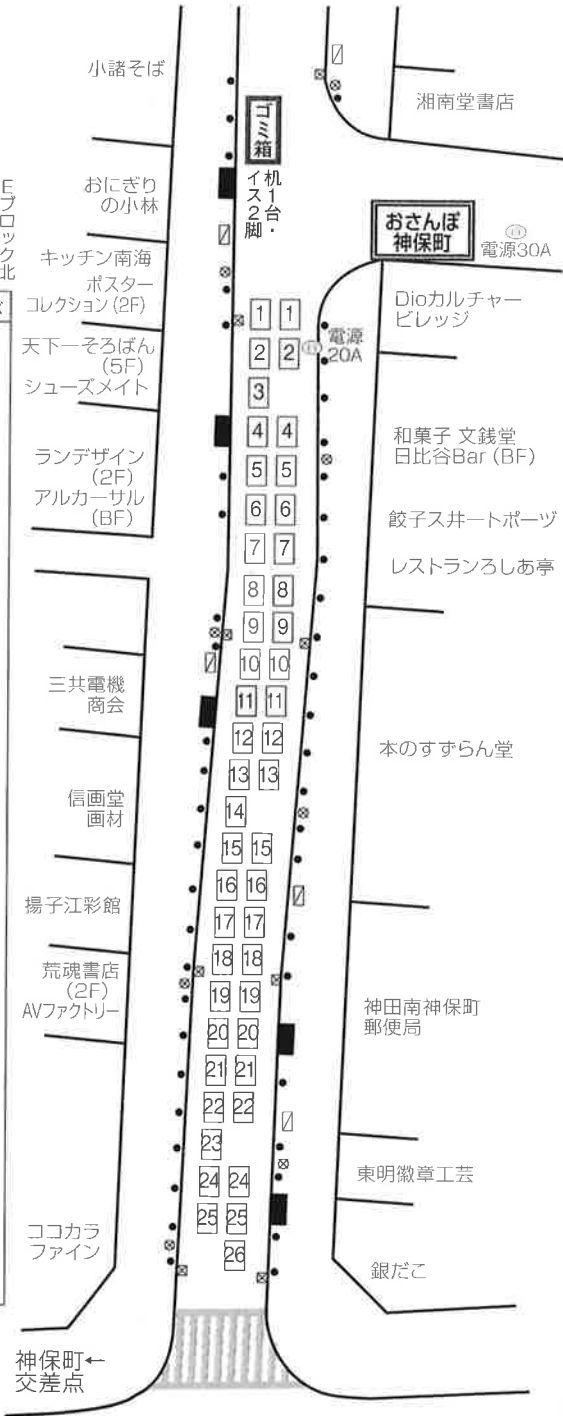 小諸そば
湘南堂書店
ゴミ箱
机1台・
イス2脚
Eブロック北
おにぎり
の小林
おさんぽ
神保町
電源30A
キッチン南海
ポスター
コレクション(2F)
Dioカルチャー
ビレッジ
1 1
電源
20A
天下一そろばん
(5F)
シューズメイト
2 2
3
4 4
和菓子 文銭堂
日比谷Bar (BF)
ランデザイン
(2F)
アルカーサル
(BF)
5 5
6 6
餃子スヰートポーヅ
7 7
レストランろしあ亭
8 8
9 9
10 10
三共電機
商会
11 11
12 12
本のすずらん堂
13 13
信画堂
画材
14
15 15
16 16
揚子江彩館
17 17
18 18
荒魂書店
(2F)
AVファクトリー
19 19
神田南神保町
郵便局
20 20
21 21
22 22
23
24 24
東明徽章工芸
25 25
ココカラ
ファイン
26
銀だこ
神保町←
交差点